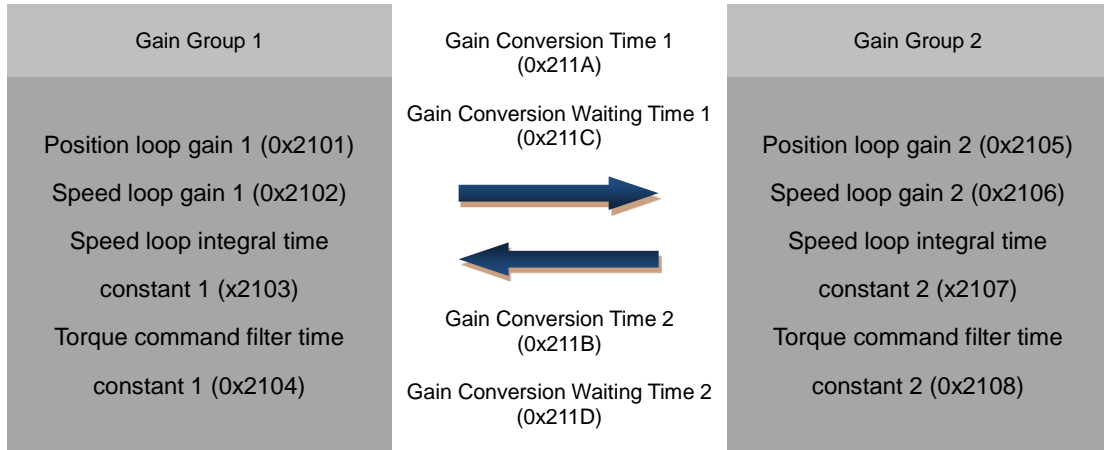 Gain Group 1
Position loop gain 1 (0x2101)
Speed loop gain 1 (0x2102)
Speed loop integral time
constant 1 (x2103)
Torque command filter time
constant 1 (0x2104)
Gain Conversion Time 1
(0x211A)
Gain Conversion Waiting Time 1
(0x211C)
Gain Conversion Time 2
(0x211B)
Gain Conversion Waiting Time 2
(0x211D)
Gain Group 2
Position loop gain 2 (0x2105)
Speed loop gain 2 (0x2106)
Speed loop integral time
constant 2 (x2107)
Torque command filter time
constant 2 (0x2108)